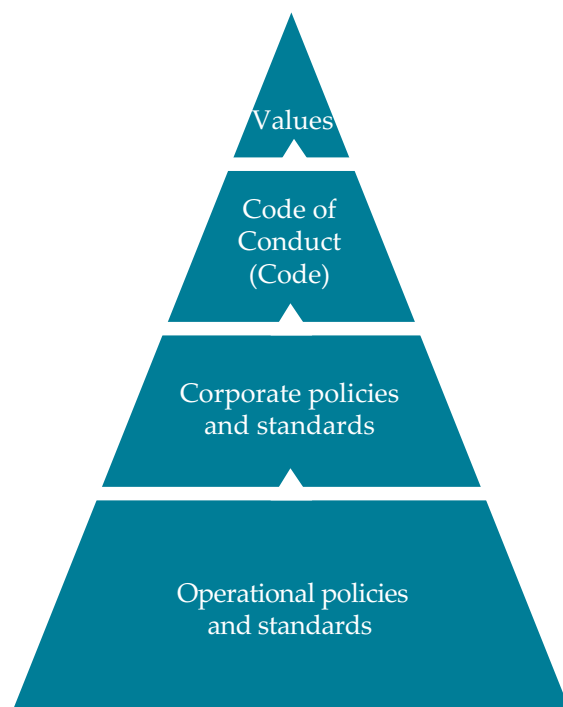 Values
Code of
Conduct
(Code)
Corporate policies
and standards
Operational policies
and standards